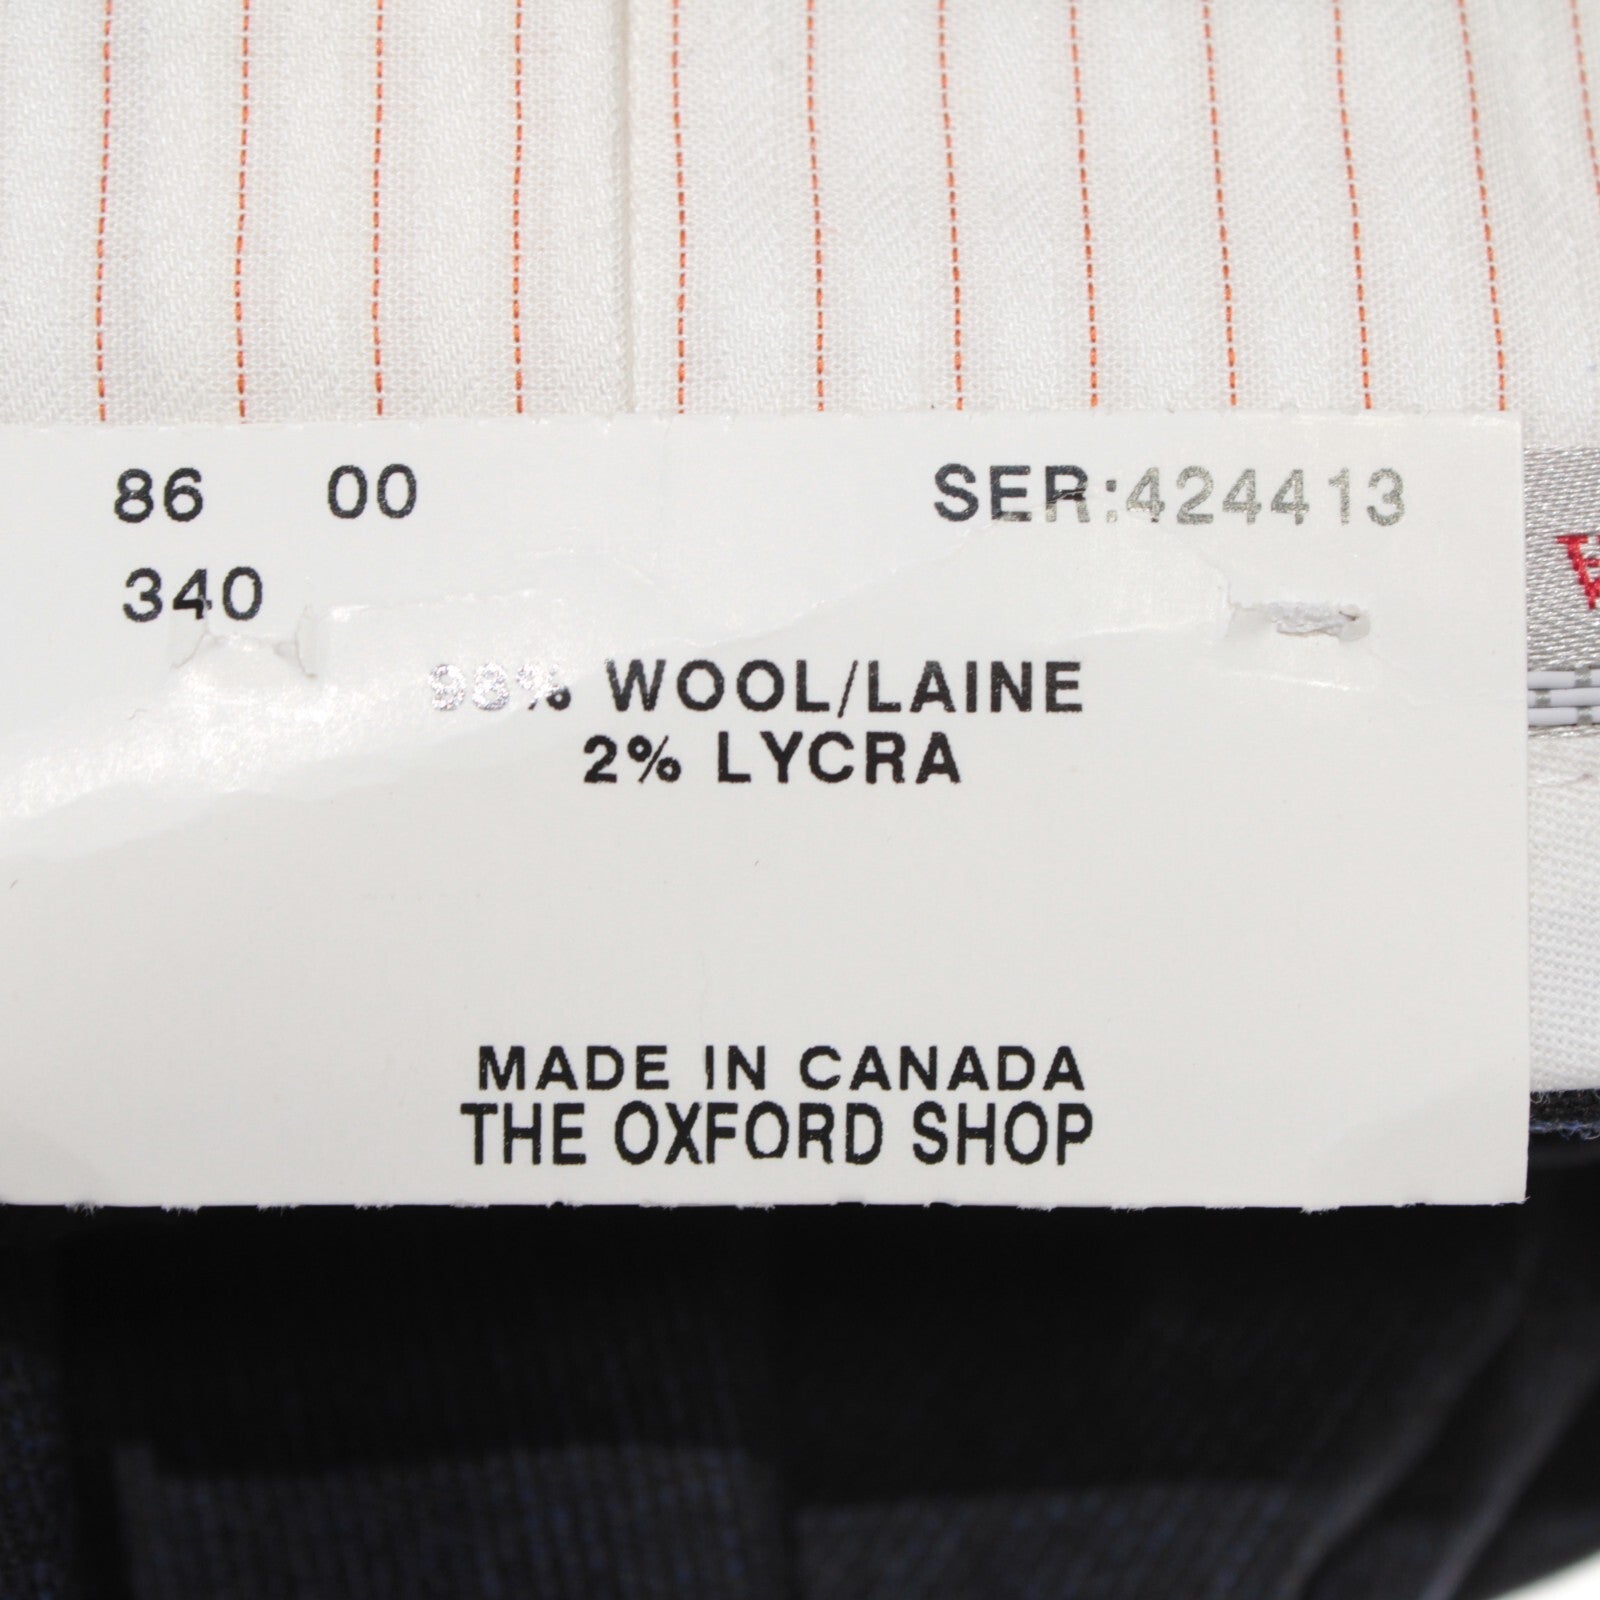 86 00 SER:424413
340
98% WOOL/LAINE
2% LYCRA
MADE IN CANADA
THE OXFORD SHOP